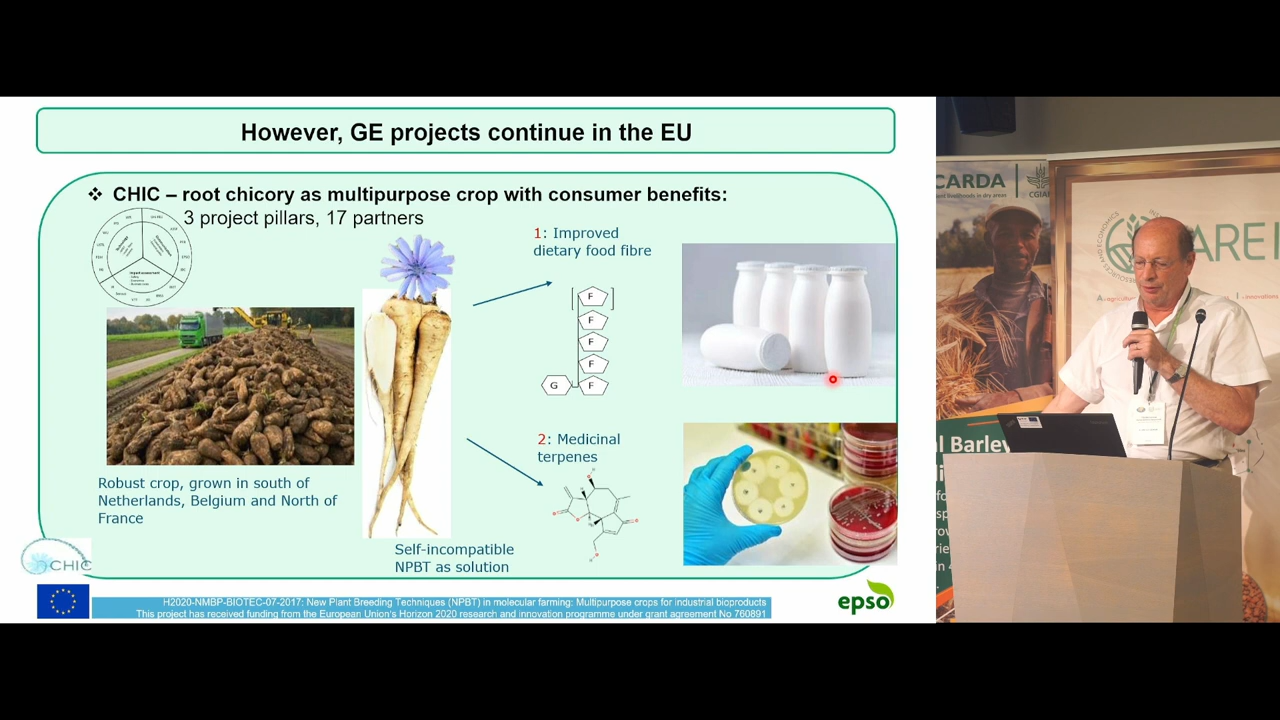 However, GE projects continue in the EU
❖ CHIC – root chicory as multipurpose crop with consumer benefits:
3 project pillars, 17 partners
1: Improved
dietary food fibre
F
F
F
F
G
F
2: Medicinal
terpenes
Robust crop, grown in south of
Netherlands, Belgium and North of
France
Self-incompatible
NPBT as solution
CHIC
H2020-NMBP-BIOTEC-07-2017: New Plant Breeding Techniques (NPBT) in molecular farming: Multipurpose crops for industrial bioproducts
This project has received funding from the European Union's Horizon 2020 research and innovation programme under grant agreement No 760891
epso
CARDA
CGIAR
ARE
l Barley